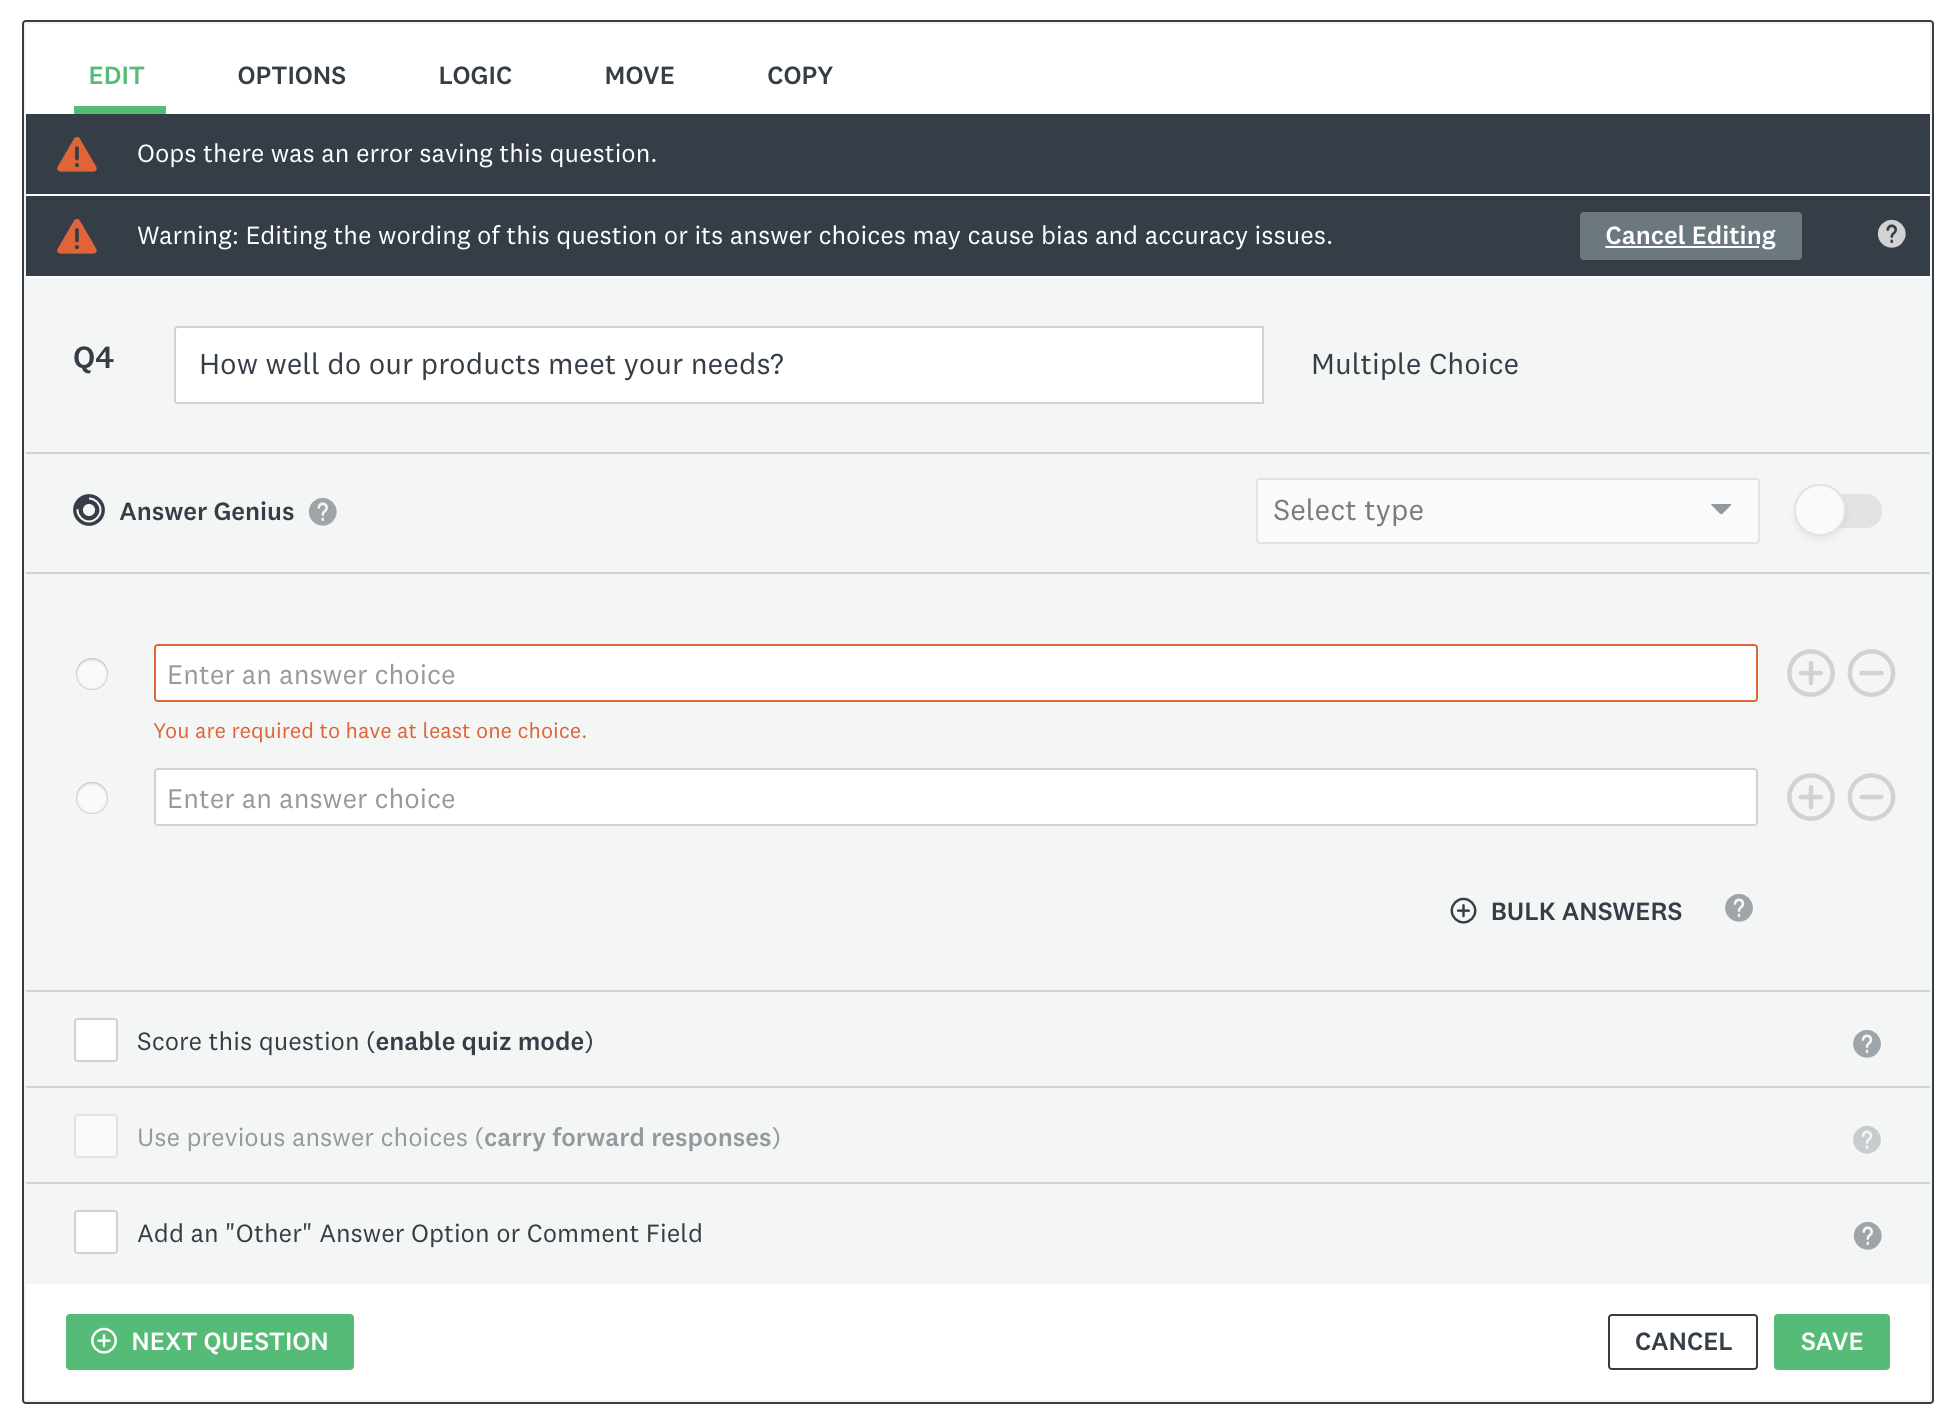 EDIT OPTIONS LOGIC MOVE COPY
Oops there was an error saving this question.
Warning: Editing the wording of this question or its answer choices may cause bias and accuracy issues. Cancel Editing ?
Q4 How well do our products meet your needs? Multiple Choice
Answer Genius ? Select type
Enter an answer choice
You are required to have at least one choice.
Enter an answer choice
BULK ANSWERS ?
Score this question (enable quiz mode) ?
Use previous answer choices (carry forward responses) ?
Add an "Other" Answer Option or Comment Field ?
NEXT QUESTION CANCEL SAVE